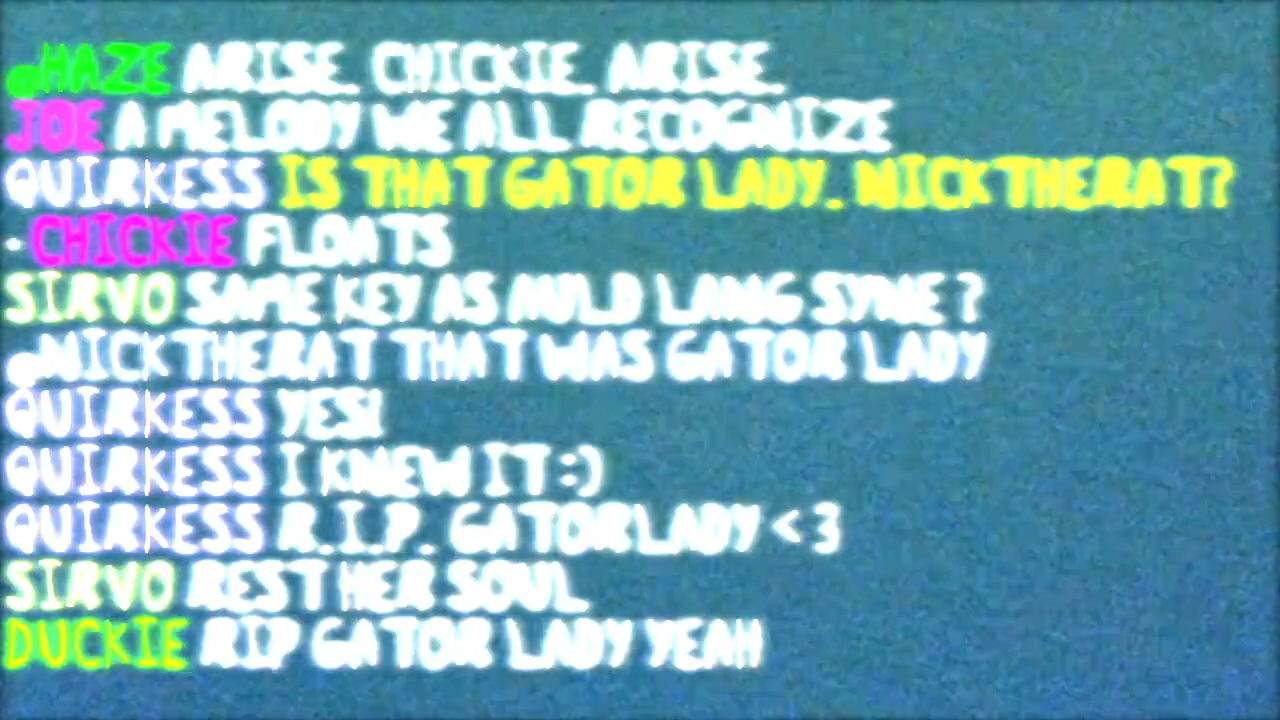 @HAZE ARISE. CHICKIE. ARISE.
JOE A MELODY WE ALL RECOGNIZE
QUIRKESS IS THAT GATOR LADY. NICKTHERAT?
- CHICKIE FLOATS
SIRVO SAME KEY AS AULD LANG SYNE ?
@NICKTHERAT THAT WAS GATOR LADY
QUIRKESS YES!
QUIRKESS I KNEW IT :)
QUIRKESS R.I.P. GATORLADY < 3
SIRVO REST HER SOUL
DUCKIE RIP GATOR LADY YEAH